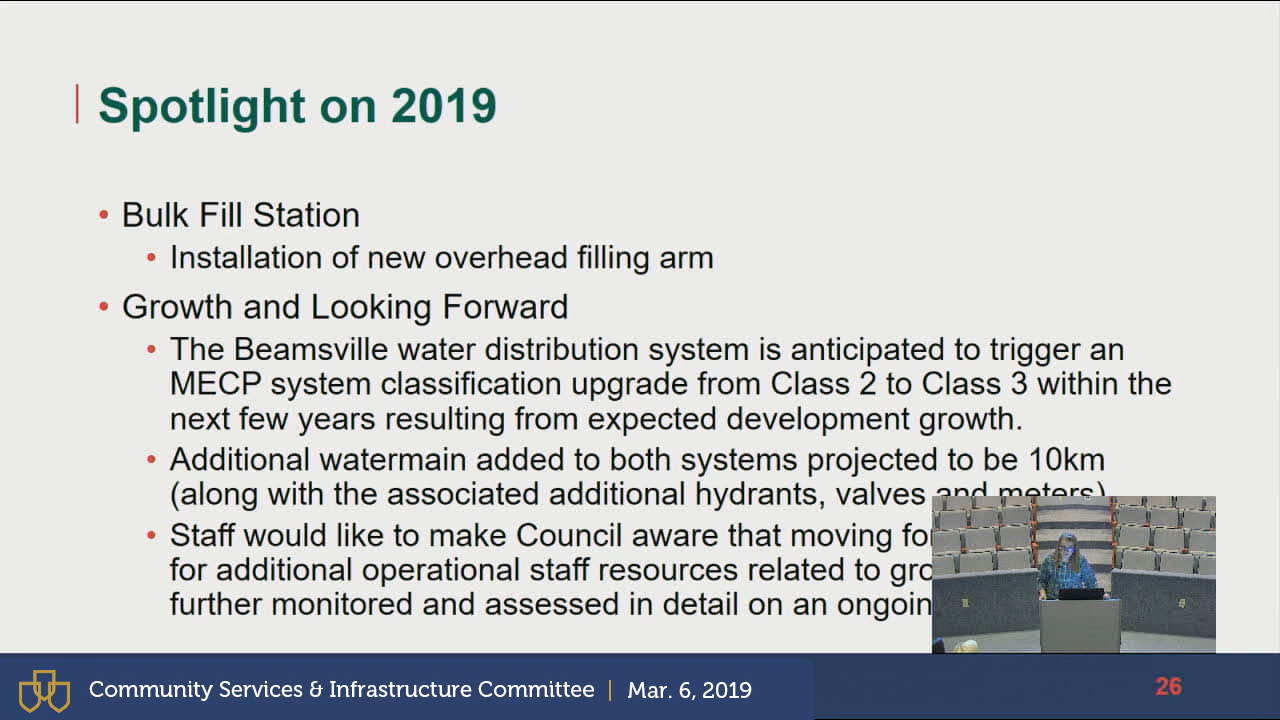 Spotlight on 2019
• Bulk Fill Station
• Installation of new overhead filling arm
• Growth and Looking Forward
• The Beamsville water distribution system is anticipated to trigger an
MECP system classification upgrade from Class 2 to Class 3 within the
next few years resulting from expected development growth.
• Additional watermain added to both systems projected to be 10km
(along with the associated additional hydrants, valves and meters)
• Staff would like to make Council aware that moving
for additional operational staff resources related to
further monitored and assessed in detail on an
Community Services & Infrastructure Committee | Mar. 6, 2019
26